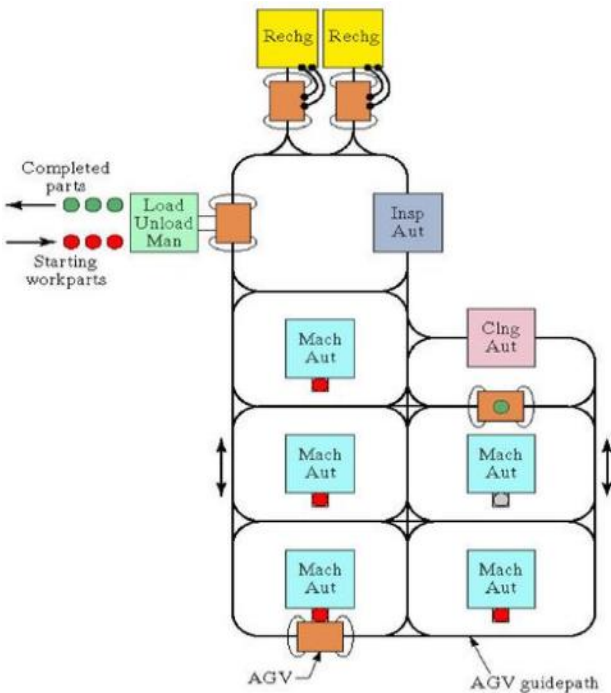 Rechg
Rechg
Completed
parts
Load
Unload
Man
Insp
Aut
Starting
workparts
Mach
Aut
Clng
Aut
Mach
Aut
Mach
Aut
Mach
Aut
Mach
Aut
AGV
AGV guidepath